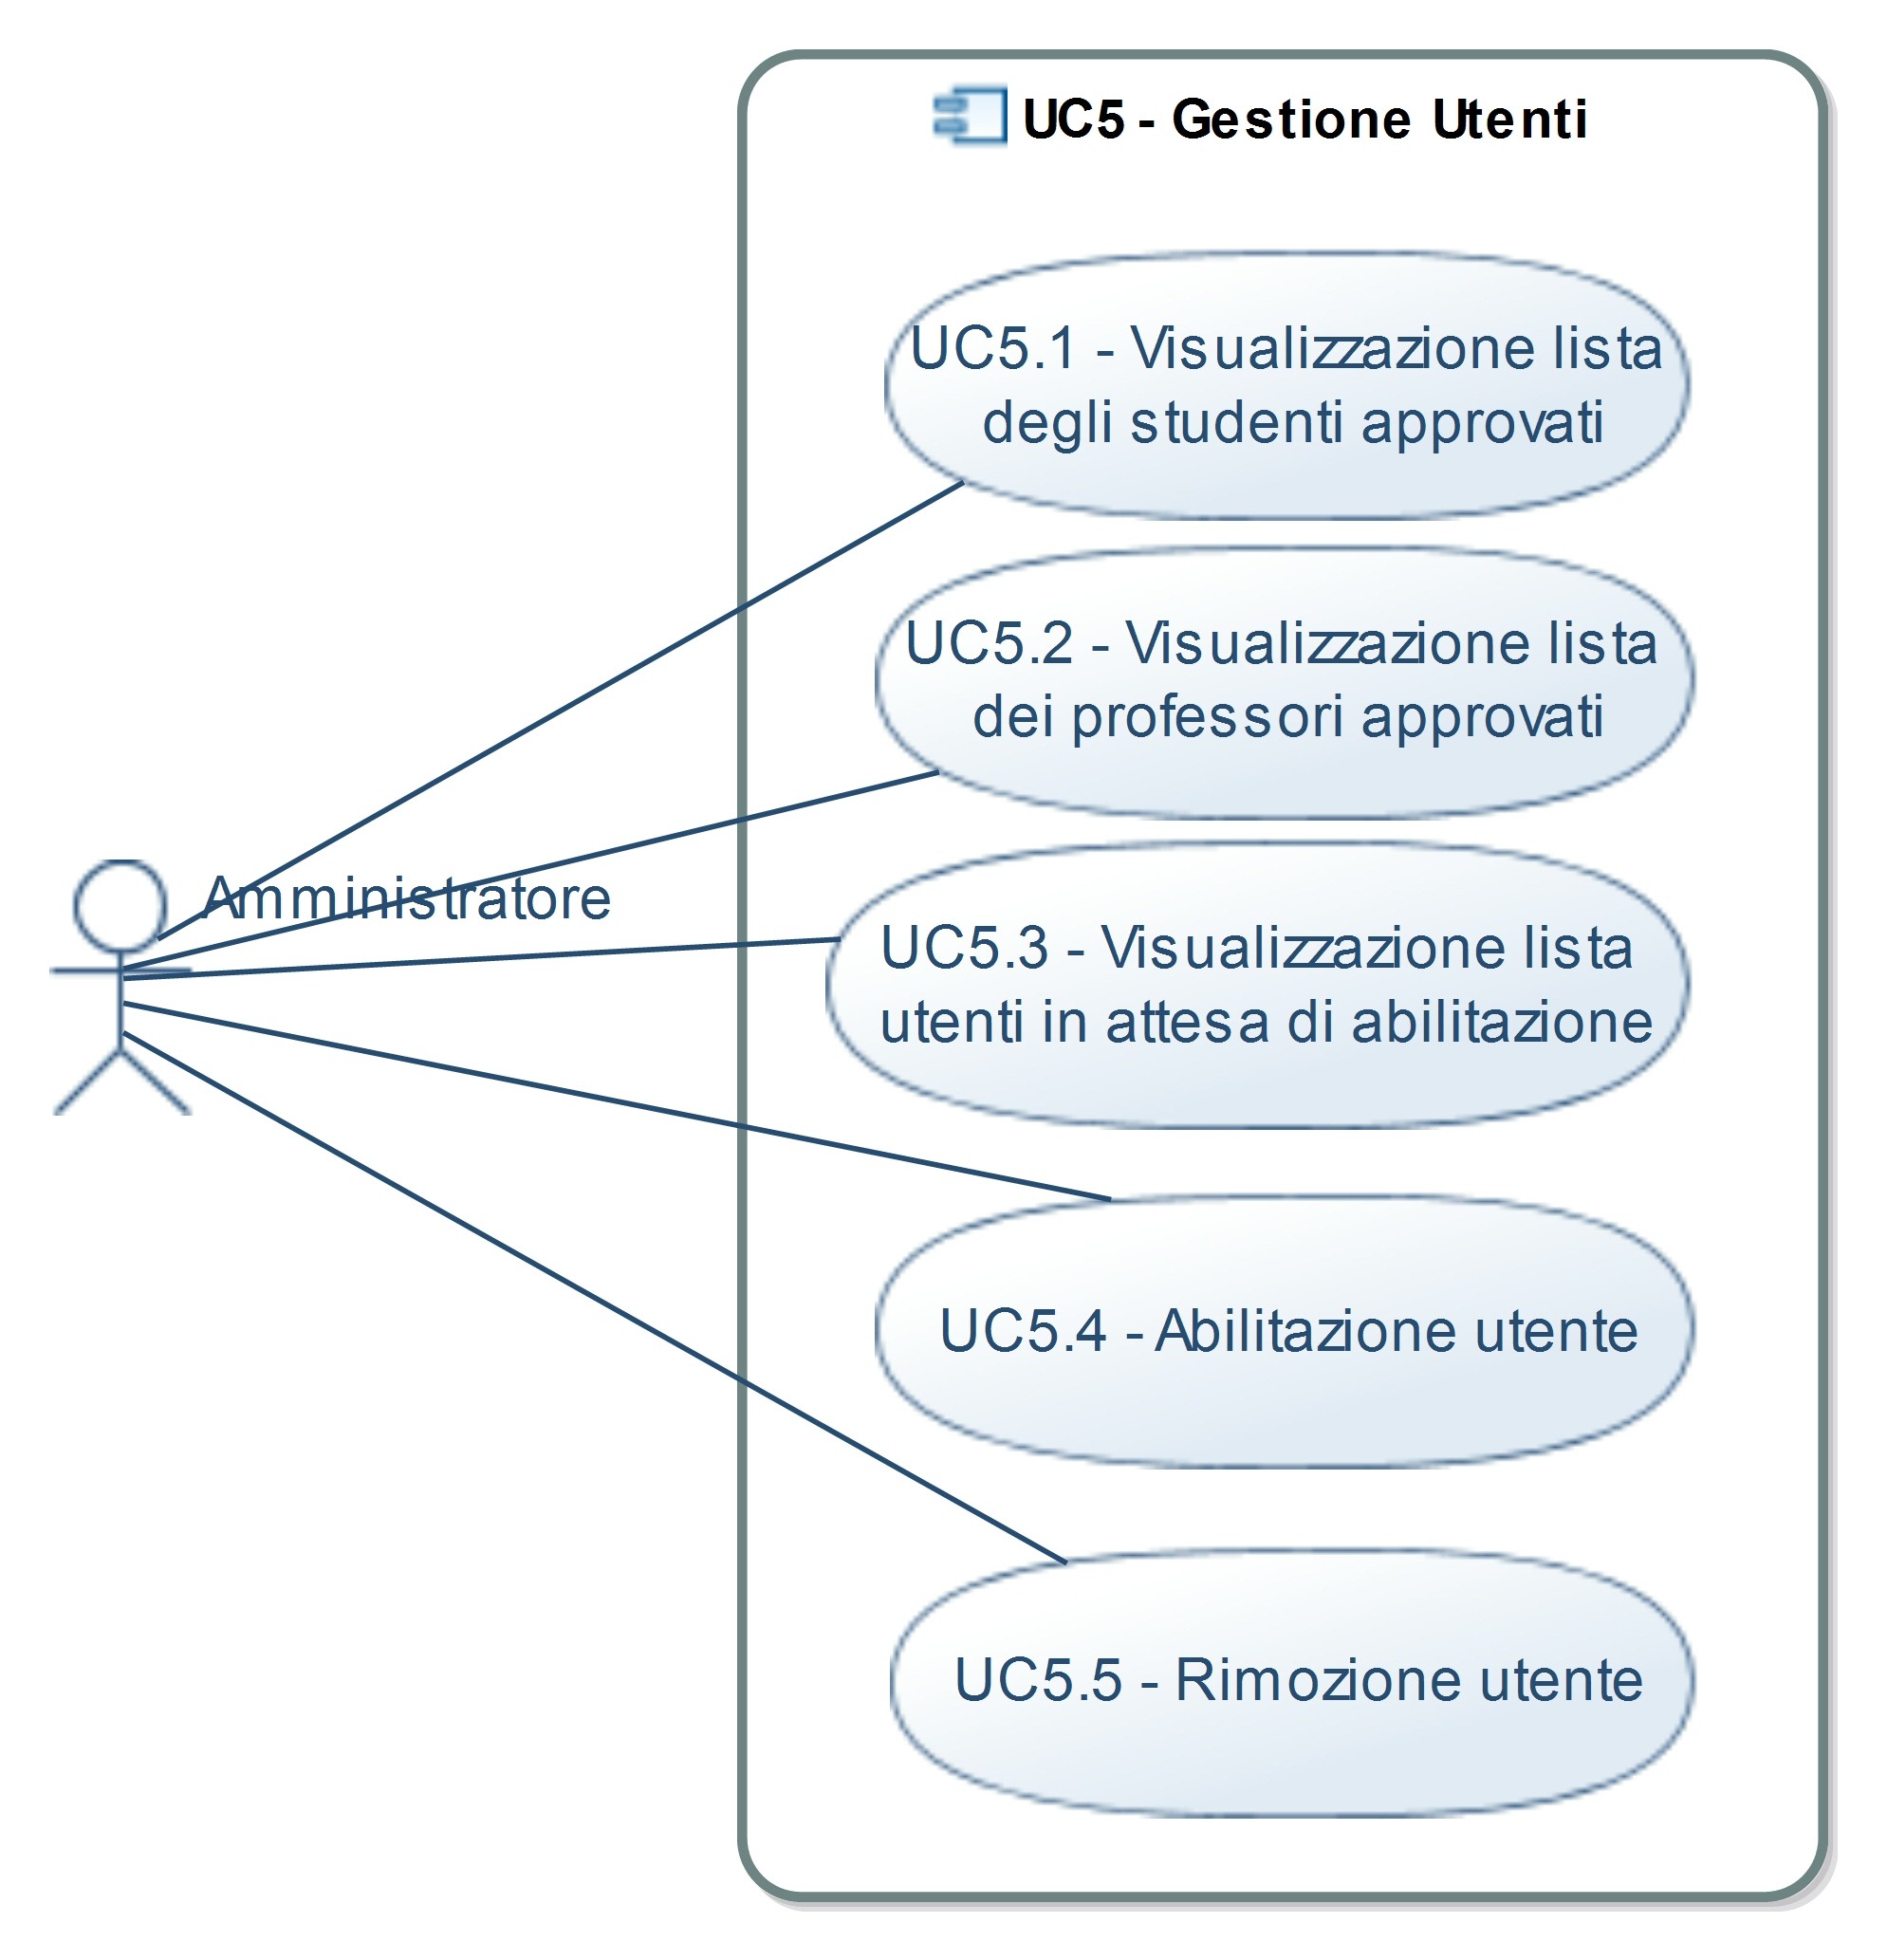 UC5 - Gestione Utenti
UC5.1 - Visualizzazione lista
degli studenti approvati
UC5.2 - Visualizzazione lista
dei professori approvati
Amministratore
UC5.3 - Visualizzazione lista
utenti in attesa di abilitazione
UC5.4 - Abilitazione utente
UC5.5 - Rimozione utente